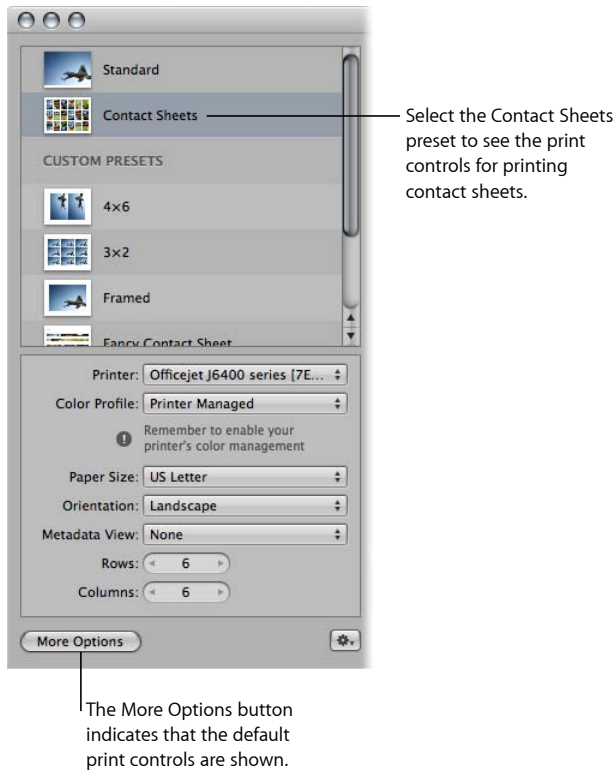 Standard
Contact Sheets
Select the Contact Sheets
preset to see the print
controls for printing
contact sheets.
CUSTOM PRESETS
4×6
3×2
Framed
Fancy Contact Sheet
Printer: Officejet J6400 series [7E...
Color Profile: Printer Managed
Remember to enable your
printer's color management
Paper Size: US Letter
Orientation: Landscape
Metadata View: None
Rows: 6
Columns: 6
More Options
The More Options button
indicates that the default
print controls are shown.